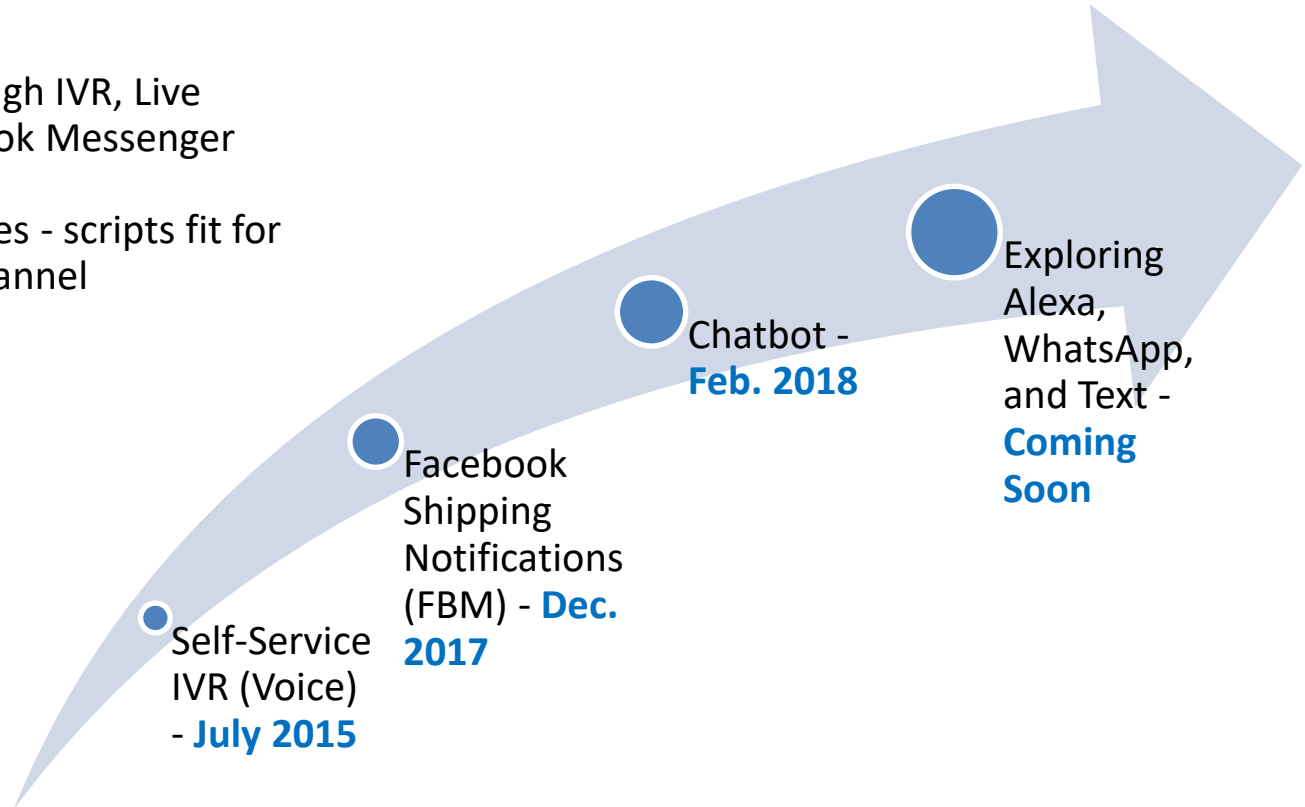 gh IVR, Live
ok Messenger
es - scripts fit for
annel
Exploring
Alexa,
WhatsApp,
and Text -
Coming
Soon
Chatbot -
Feb. 2018
Facebook
Shipping
Notifications
(FBM) - Dec.
2017
Self-Service
IVR (Voice)
- July 2015